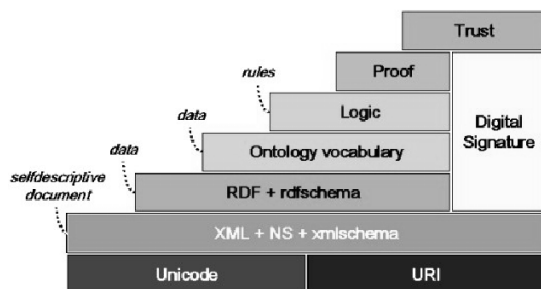 Trust
Proof
rules
Logic
Digital
Signature
data
Ontology vocabulary
data
RDF + rdfschema
selfdescriptive
document
XML + NS + xmlschema
Unicode
URI